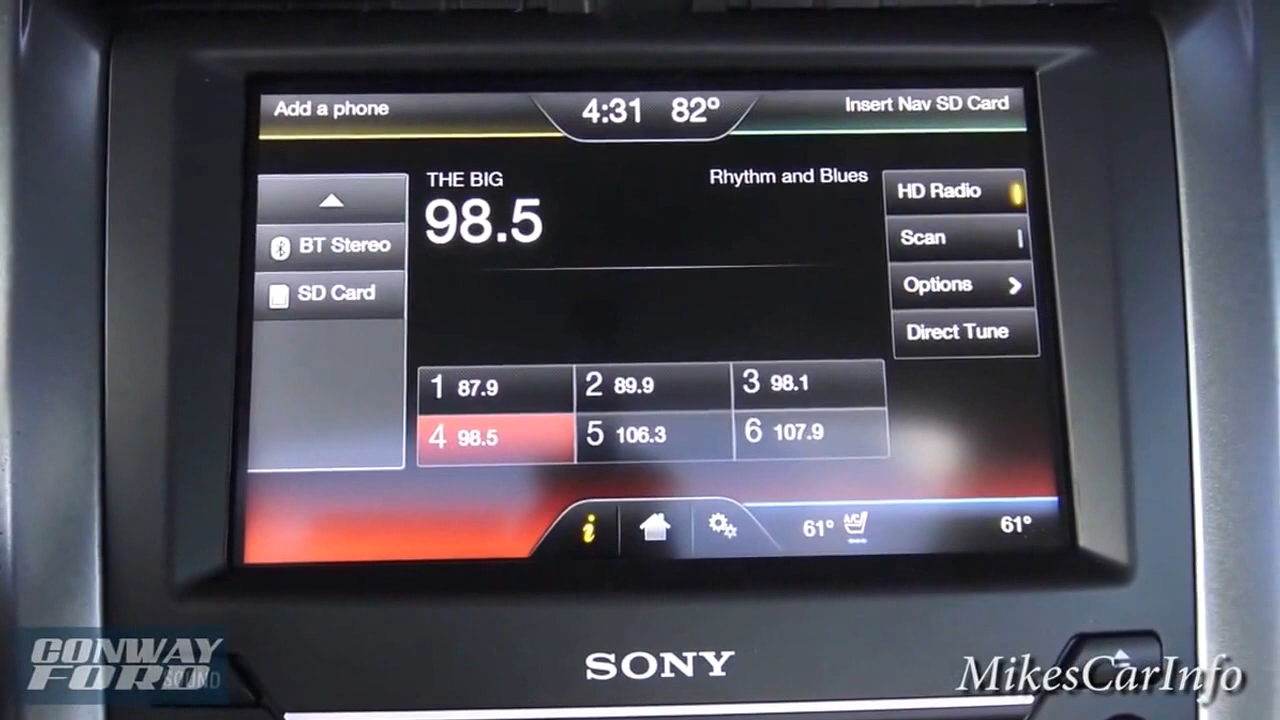 Add a phone
4:31 82°
Insert Nav SD Card
THE BIG
98.5
Rhythm and Blues
BT Stereo
SD Card
HD Radio
Scan
Options
Direct Tune
1 87.9
2 89.9
3 98.1
4 98.5
5 106.3
6 107.9
i
61°
A/C
61°
SONY
CONWAY
FORD
SOUND
MikesCarInfo